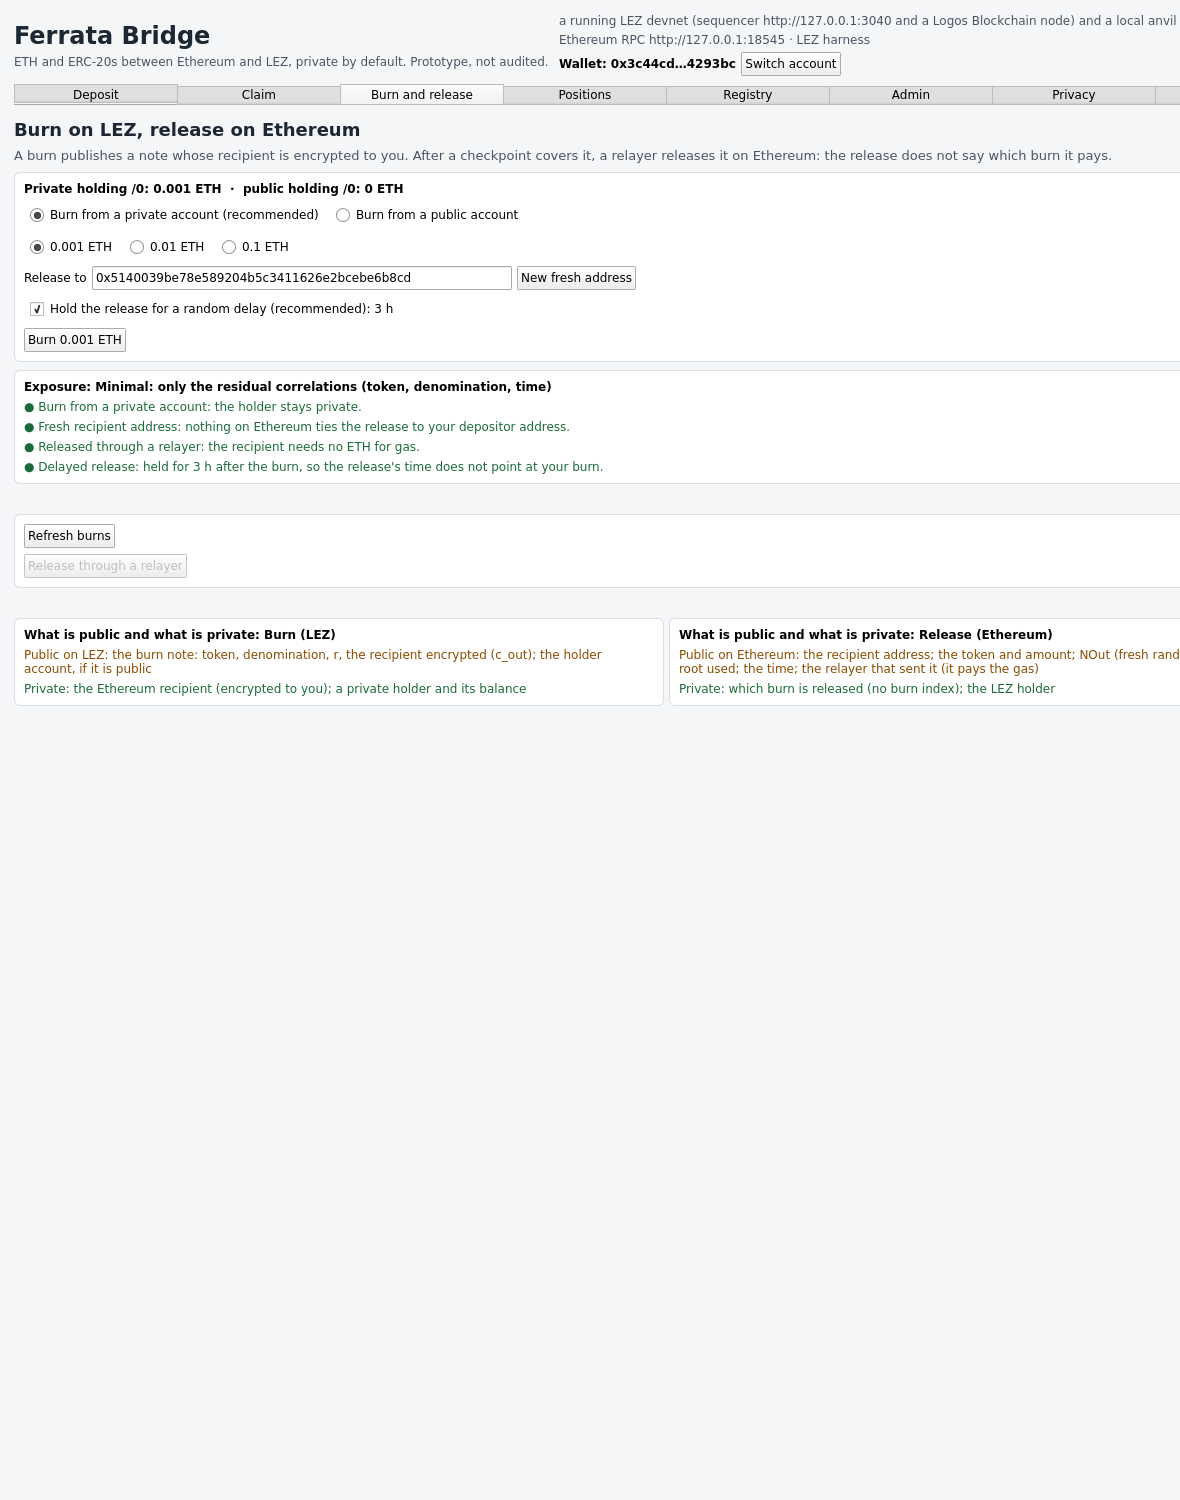 Ferrata Bridge
ETH and ERC-20s between Ethereum and LEZ, private by default. Prototype, not audited.
a running LEZ devnet (sequencer http://127.0.0.1:3040 and a Logos Blockchain node) and a local anvil
Ethereum RPC http://127.0.0.1:18545 · LEZ harness
Wallet: 0x3c44cd…4293bc Switch account
Deposit Claim Burn and release Positions Registry Admin Privacy
Burn on LEZ, release on Ethereum
A burn publishes a note whose recipient is encrypted to you. After a checkpoint covers it, a relayer releases it on Ethereum: the release does not say which burn it pays.
Private holding /0: 0.001 ETH · public holding /0: 0 ETH
Burn from a private account (recommended) Burn from a public account
0.001 ETH 0.01 ETH 0.1 ETH
Release to 0x5140039be78e589204b5c3411626e2bcebe6b8cd New fresh address
Hold the release for a random delay (recommended): 3 h
Burn 0.001 ETH
Exposure: Minimal: only the residual correlations (token, denomination, time)
● Burn from a private account: the holder stays private.
● Fresh recipient address: nothing on Ethereum ties the release to your depositor address.
● Released through a relayer: the recipient needs no ETH for gas.
● Delayed release: held for 3 h after the burn, so the release's time does not point at your burn.
Refresh burns
Release through a relayer
What is public and what is private: Burn (LEZ)
Public on LEZ: the burn note: token, denomination, r, the recipient encrypted (c_out); the holder
account, if it is public
Private: the Ethereum recipient (encrypted to you); a private holder and its balance
What is public and what is private: Release (Ethereum)
Public on Ethereum: the recipient address; the token and amount; NOut (fresh rand
root used; the time; the relayer that sent it (it pays the gas)
Private: which burn is released (no burn index); the LEZ holder